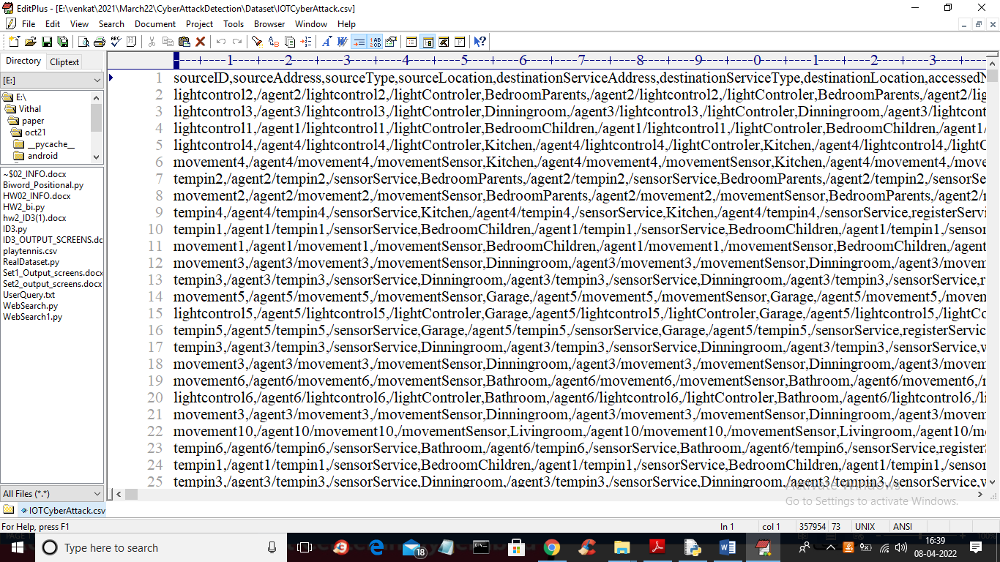 EditPlus - [E:\venkat\2021\March22\CyberAttackDetection\Dataset\IOTCyberAttack.csv]
File Edit View Search Document Project Tools Browser Window Help
Directory Cliptext
[E:]
E:\
Vithal
paper
oct21
__pycache__
android
~$02_INFO.docx
Biword_Positional.py
HW02_INFO.docx
HW2_bi.py
hw2_ID3(1).docx
ID3.py
ID3_OUTPUT_SCREENS.dc
playtennis.csv
RealDataset.py
Set1_Output_screens.docx
Set2_output_screens.docx
UserQuery.txt
WebSearch.py
WebSearch1.py
All Files (*.*)
IOTCyberAttack.csv
----+----1----+----2----+----3----+----4----+----5----+----6----+----7----+----8----+----9----+----0----+----1----+----2----+----3----
1 sourceID,sourceAddress,sourceType,sourceLocation,destinationServiceAddress,destinationServiceType,destinationLocation,accessedN
2 lightcontrol2,/agent2/lightcontrol2,/lightControler,BedroomParents,/agent2/lightcontrol2,/lightControler,BedroomParents,/agent2/lig
3 lightcontrol3,/agent3/lightcontrol3,/lightControler,Dinningroom,/agent3/lightcontrol3,/lightControler,Dinningroom,/agent3/lightcont
4 lightcontrol1,/agent1/lightcontrol1,/lightControler,BedroomChildren,/agent1/lightcontrol1,/lightControler,BedroomChildren,/agent1/
5 lightcontrol4,/agent4/lightcontrol4,/lightControler,Kitchen,/agent4/lightcontrol4,/lightControler,Kitchen,/agent4/lightcontrol4,/lightC
6 movement4,/agent4/movement4,/movementSensor,Kitchen,/agent4/movement4,/movementSensor,Kitchen,/agent4/movement4,/move
7 tempin2,/agent2/tempin2,/sensorService,BedroomParents,/agent2/tempin2,/sensorService,BedroomParents,/agent2/tempin2,/sensorSe
8 movement2,/agent2/movement2,/movementSensor,BedroomParents,/agent2/movement2,/movementSensor,BedroomParents,/agent2/
9 tempin4,/agent4/tempin4,/sensorService,Kitchen,/agent4/tempin4,/sensorService,Kitchen,/agent4/tempin4,/sensorService,registerServi
10 tempin1,/agent1/tempin1,/sensorService,BedroomChildren,/agent1/tempin1,/sensorService,BedroomChildren,/agent1/tempin1,/sensor
11 movement1,/agent1/movement1,/movementSensor,BedroomChildren,/agent1/movement1,/movementSensor,BedroomChildren,/agent
12 movement3,/agent3/movement3,/movementSensor,Dinningroom,/agent3/movement3,/movementSensor,Dinningroom,/agent3/movem
13 tempin3,/agent3/tempin3,/sensorService,Dinningroom,/agent3/tempin3,/sensorService,Dinningroom,/agent3/tempin3,/sensorService,r
14 movement5,/agent5/movement5,/movementSensor,Garage,/agent5/movement5,/movementSensor,Garage,/agent5/movement5,/movem
15 lightcontrol5,/agent5/lightcontrol5,/lightControler,Garage,/agent5/lightcontrol5,/lightControler,Garage,/agent5/lightcontrol5,/lightCo
16 tempin5,/agent5/tempin5,/sensorService,Garage,/agent5/tempin5,/sensorService,Garage,/agent5/tempin5,/sensorService,registerServic
17 tempin3,/agent3/tempin3,/sensorService,Dinningroom,/agent3/tempin3,/sensorService,Dinningroom,/agent3/tempin3,/sensorService,v
18 movement3,/agent3/movement3,/movementSensor,Dinningroom,/agent3/movement3,/movementSensor,Dinningroom,/agent3/movem
19 movement6,/agent6/movement6,/movementSensor,Bathroom,/agent6/movement6,/movementSensor,Bathroom,/agent6/movement6,/
20 lightcontrol6,/agent6/lightcontrol6,/lightControler,Bathroom,/agent6/lightcontrol6,/lightControler,Bathroom,/agent6/lightcontrol6,/li
21 movement3,/agent3/movement3,/movementSensor,Dinningroom,/agent3/movement3,/movementSensor,Dinningroom,/agent3/movem
22 movement10,/agent10/movement10,/movementSensor,Livingroom,/agent10/movement10,/movementSensor,Livingroom,/agent10/mo
23 tempin6,/agent6/tempin6,/sensorService,Bathroom,/agent6/tempin6,/sensorService,Bathroom,/agent6/tempin6,/sensorService,register
24 tempin1,/agent1/tempin1,/sensorService,BedroomChildren,/agent1/tempin1,/sensorService,BedroomChildren,/agent1/tempin1,/sensor
25 tempin3,/agent3/tempin3,/sensorService,Dinningroom,/agent3/tempin3,/sensorService,Dinningroom,/agent3/tempin3,/sensorService,v
Activate Windows
Go to Settings to activate Windows.
For Help, press F1 ln 1 col 1 357954 73 UNIX ANSI
Type here to search
18
16:39
08-04-2022